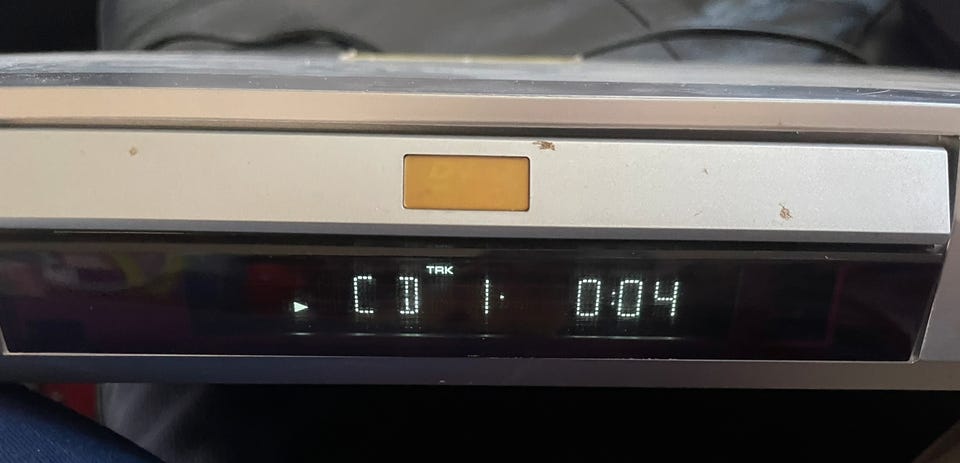 TRK
► CD 1 0:04